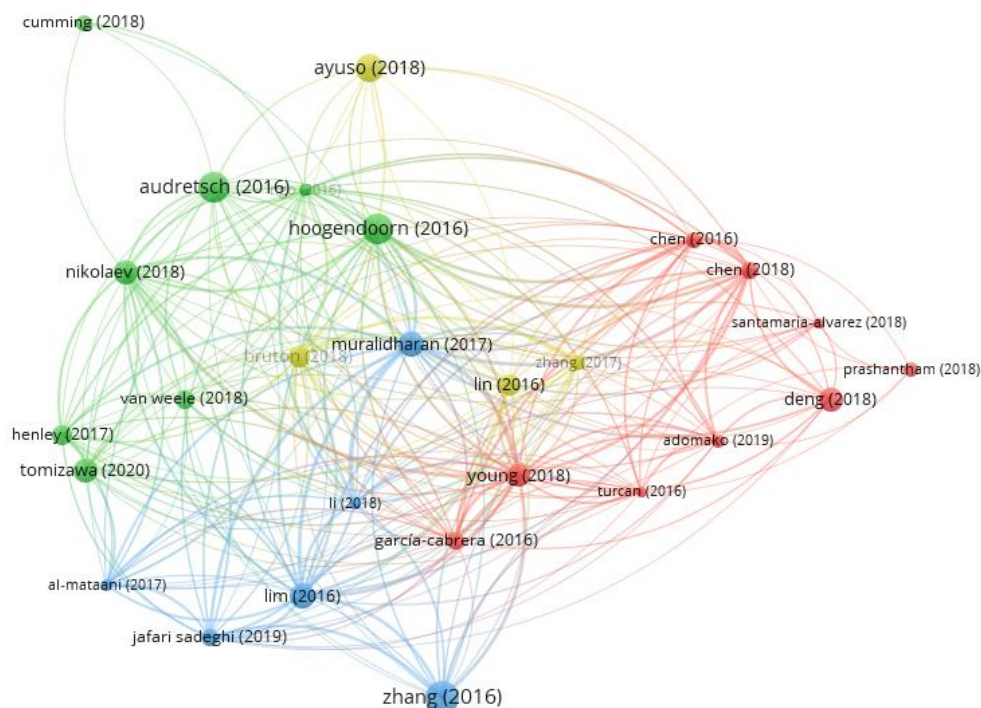 cumming (2018)
ayuso (2018)
audretsch (2016)
hoogendoorn (2016)
chen (2016)
nikolaev (2018)
chen (2018)
santamaria-alvarez (2018)
muralidharan (2017)
bruton (2018)
zhang (2017)
prashantham (2018)
lin (2016)
van weele (2018)
deng (2018)
henley (2017)
adomako (2019)
tomizawa (2020)
young (2018)
turcan (2016)
li (2018)
garcía-cabrera (2016)
al-mataani (2017)
lim (2016)
jafari sadeghi (2019)
zhang (2016)